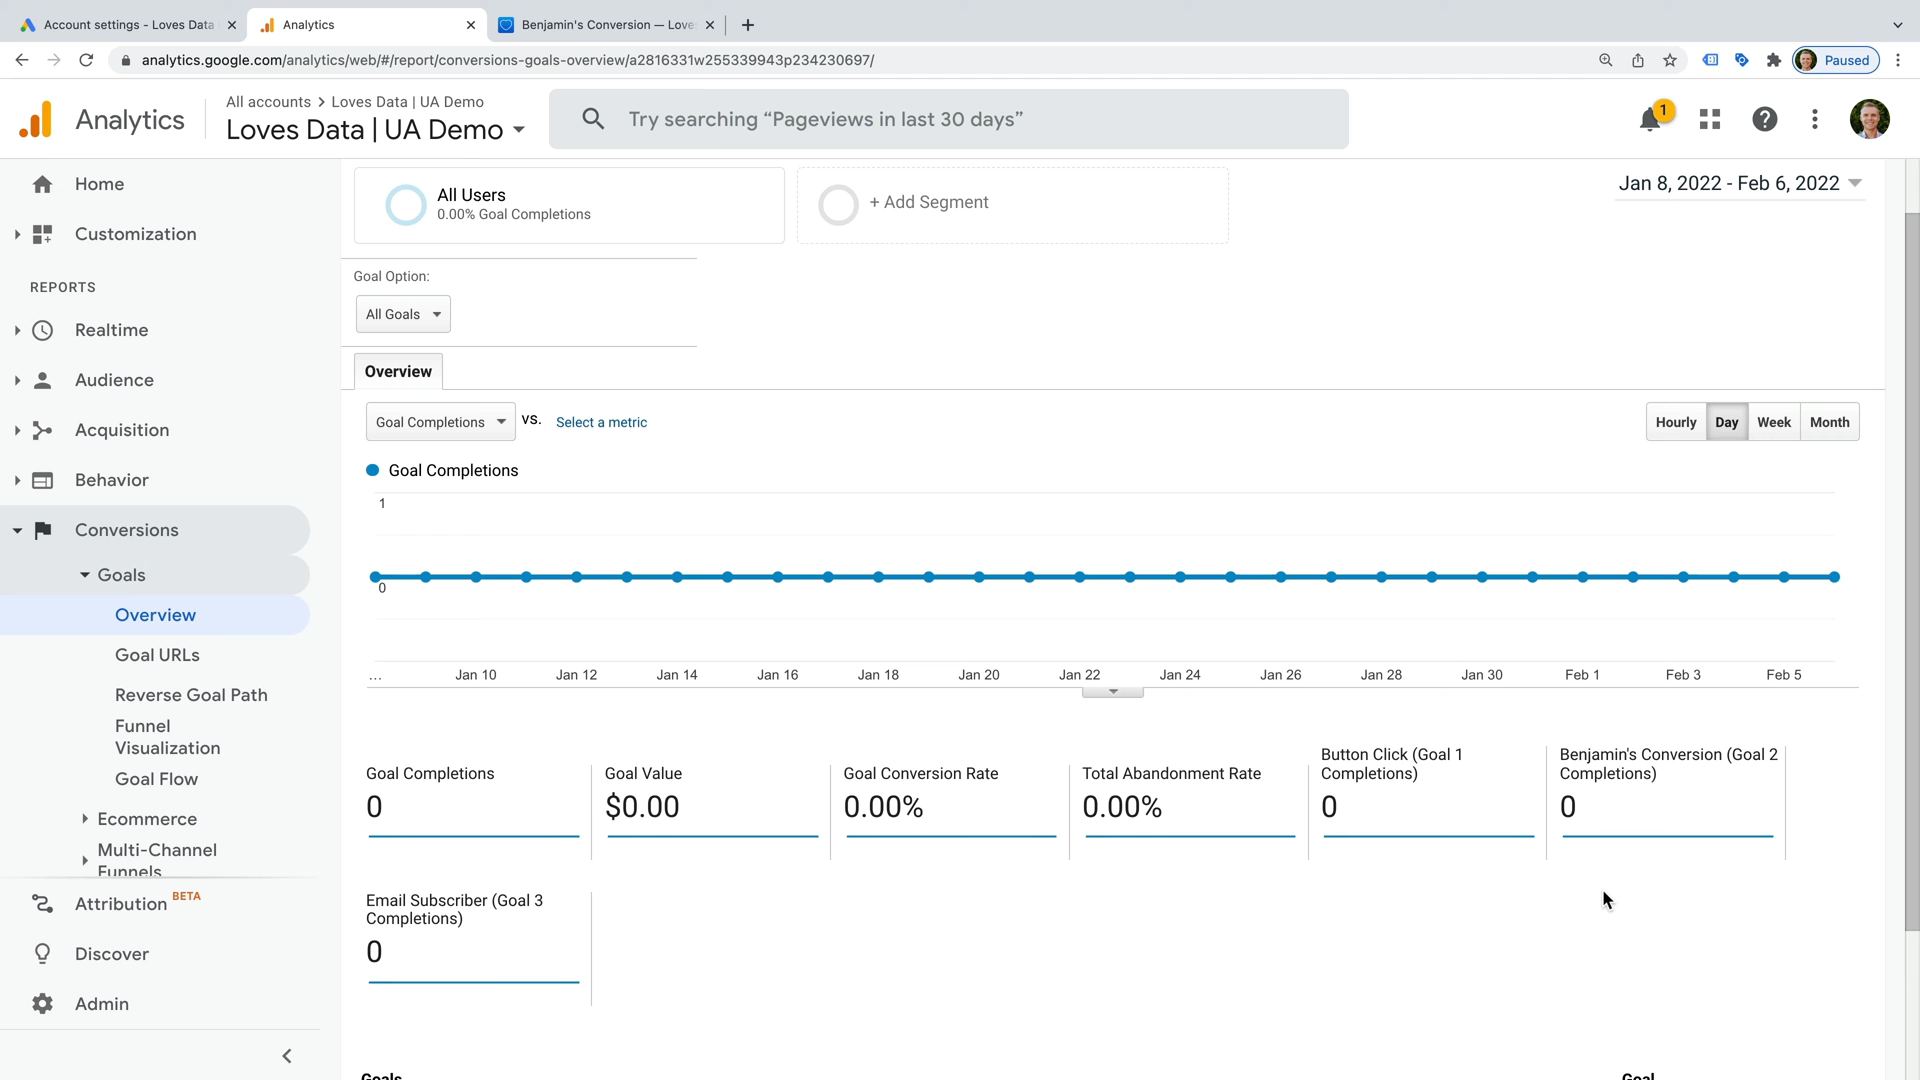 Account settings - Loves Data
Analytics
Benjamin's Conversion — Love
analytics.google.com/analytics/web/#/report/conversions-goals-overview/a2816331w255339943p234230697/
Paused
Analytics
All accounts > Loves Data | UA Demo
Loves Data | UA Demo
Try searching “Pageviews in last 30 days”
1
Home
Customization
REPORTS
Realtime
Audience
Acquisition
Behavior
Conversions
Goals
Overview
Goal URLs
Reverse Goal Path
Funnel
Visualization
Goal Flow
Ecommerce
Multi-Channel
Funnels
Attribution BETA
Discover
Admin
All Users
0.00% Goal Completions
+ Add Segment
Jan 8, 2022 - Feb 6, 2022
Goal Option:
All Goals
Overview
Goal Completions vs. Select a metric
Hourly Day Week Month
Goal Completions
1
0
... Jan 10 Jan 12 Jan 14 Jan 16 Jan 18 Jan 20 Jan 22 Jan 24 Jan 26 Jan 28 Jan 30 Feb 1 Feb 3 Feb 5
Goal Completions
0
Goal Value
$0.00
Goal Conversion Rate
0.00%
Total Abandonment Rate
0.00%
Button Click (Goal 1
Completions)
0
Benjamin's Conversion (Goal 2
Completions)
0
Email Subscriber (Goal 3
Completions)
0
Goals
Goal